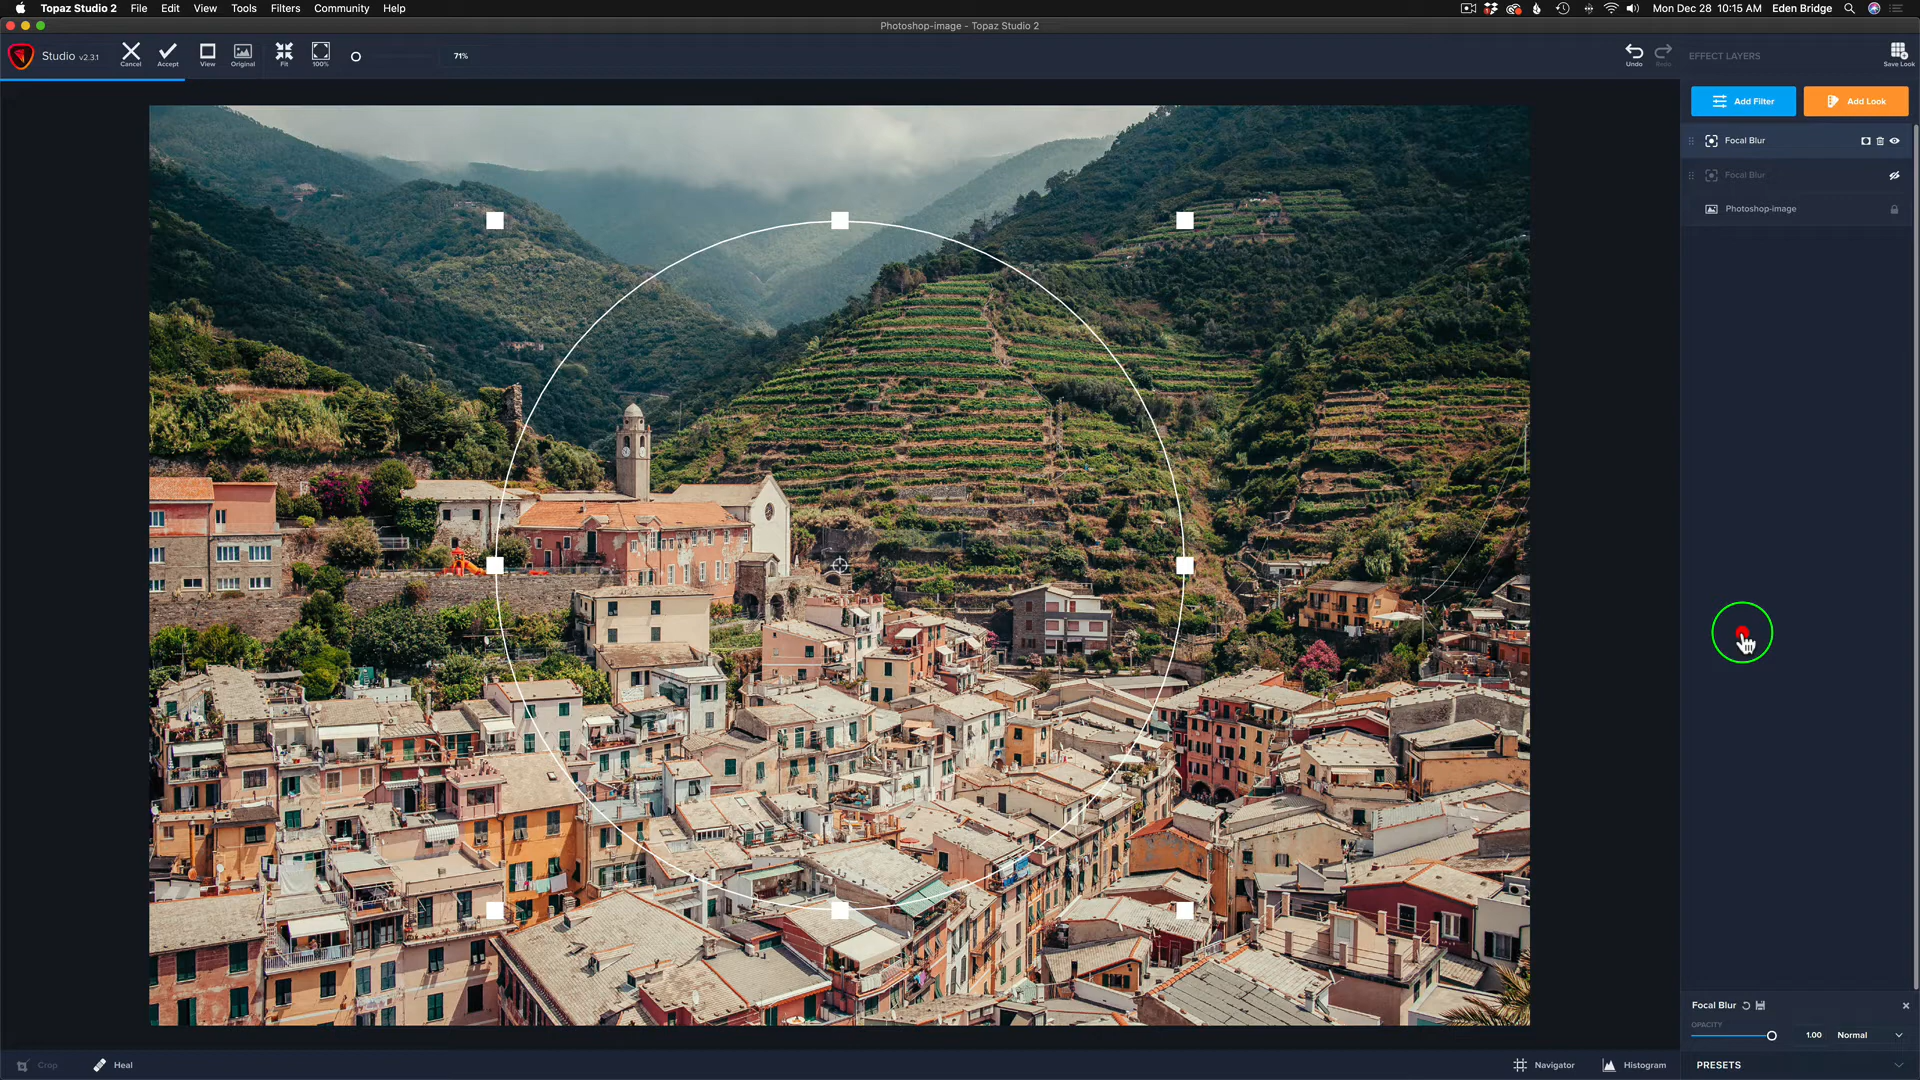 Topaz Studio 2 File Edit View Tools Filters Community Help
Mon Dec 28 10:15 AM Eden Bridge
Photoshop-image - Topaz Studio 2
Studio v2.3.1
Cancel
Accept
View
Original
Fit
100%
71%
Undo
Redo
EFFECT LAYERS
Save Look
Add Filter
Add Look
Focal Blur
Focal Blur
Photoshop-image
Focal Blur
OPACITY
1.00
Normal
Crop
Heal
Navigator
Histogram
PRESETS